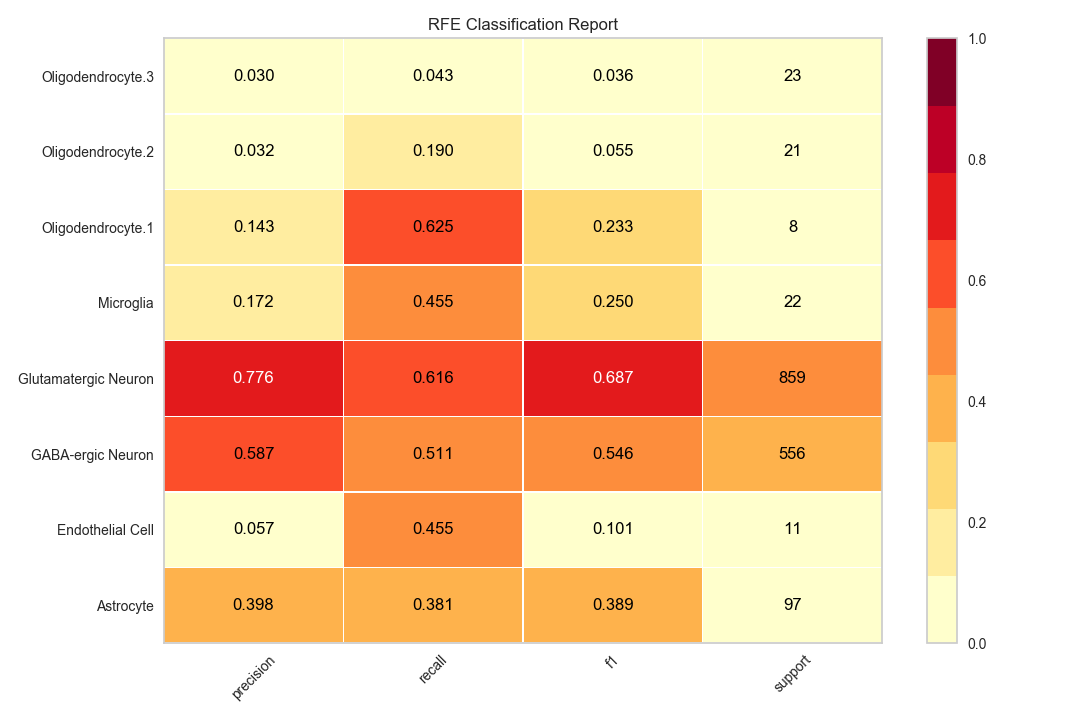 RFE Classification Report
Oligodendrocyte.3 0.030 0.043 0.036 23
Oligodendrocyte.2 0.032 0.190 0.055 21
Oligodendrocyte.1 0.143 0.625 0.233 8
Microglia 0.172 0.455 0.250 22
Glutamatergic Neuron 0.776 0.616 0.687 859
GABA-ergic Neuron 0.587 0.511 0.546 556
Endothelial Cell 0.057 0.455 0.101 11
Astrocyte 0.398 0.381 0.389 97
precision recall f1 support
1.0
0.8
0.6
0.4
0.2
0.0